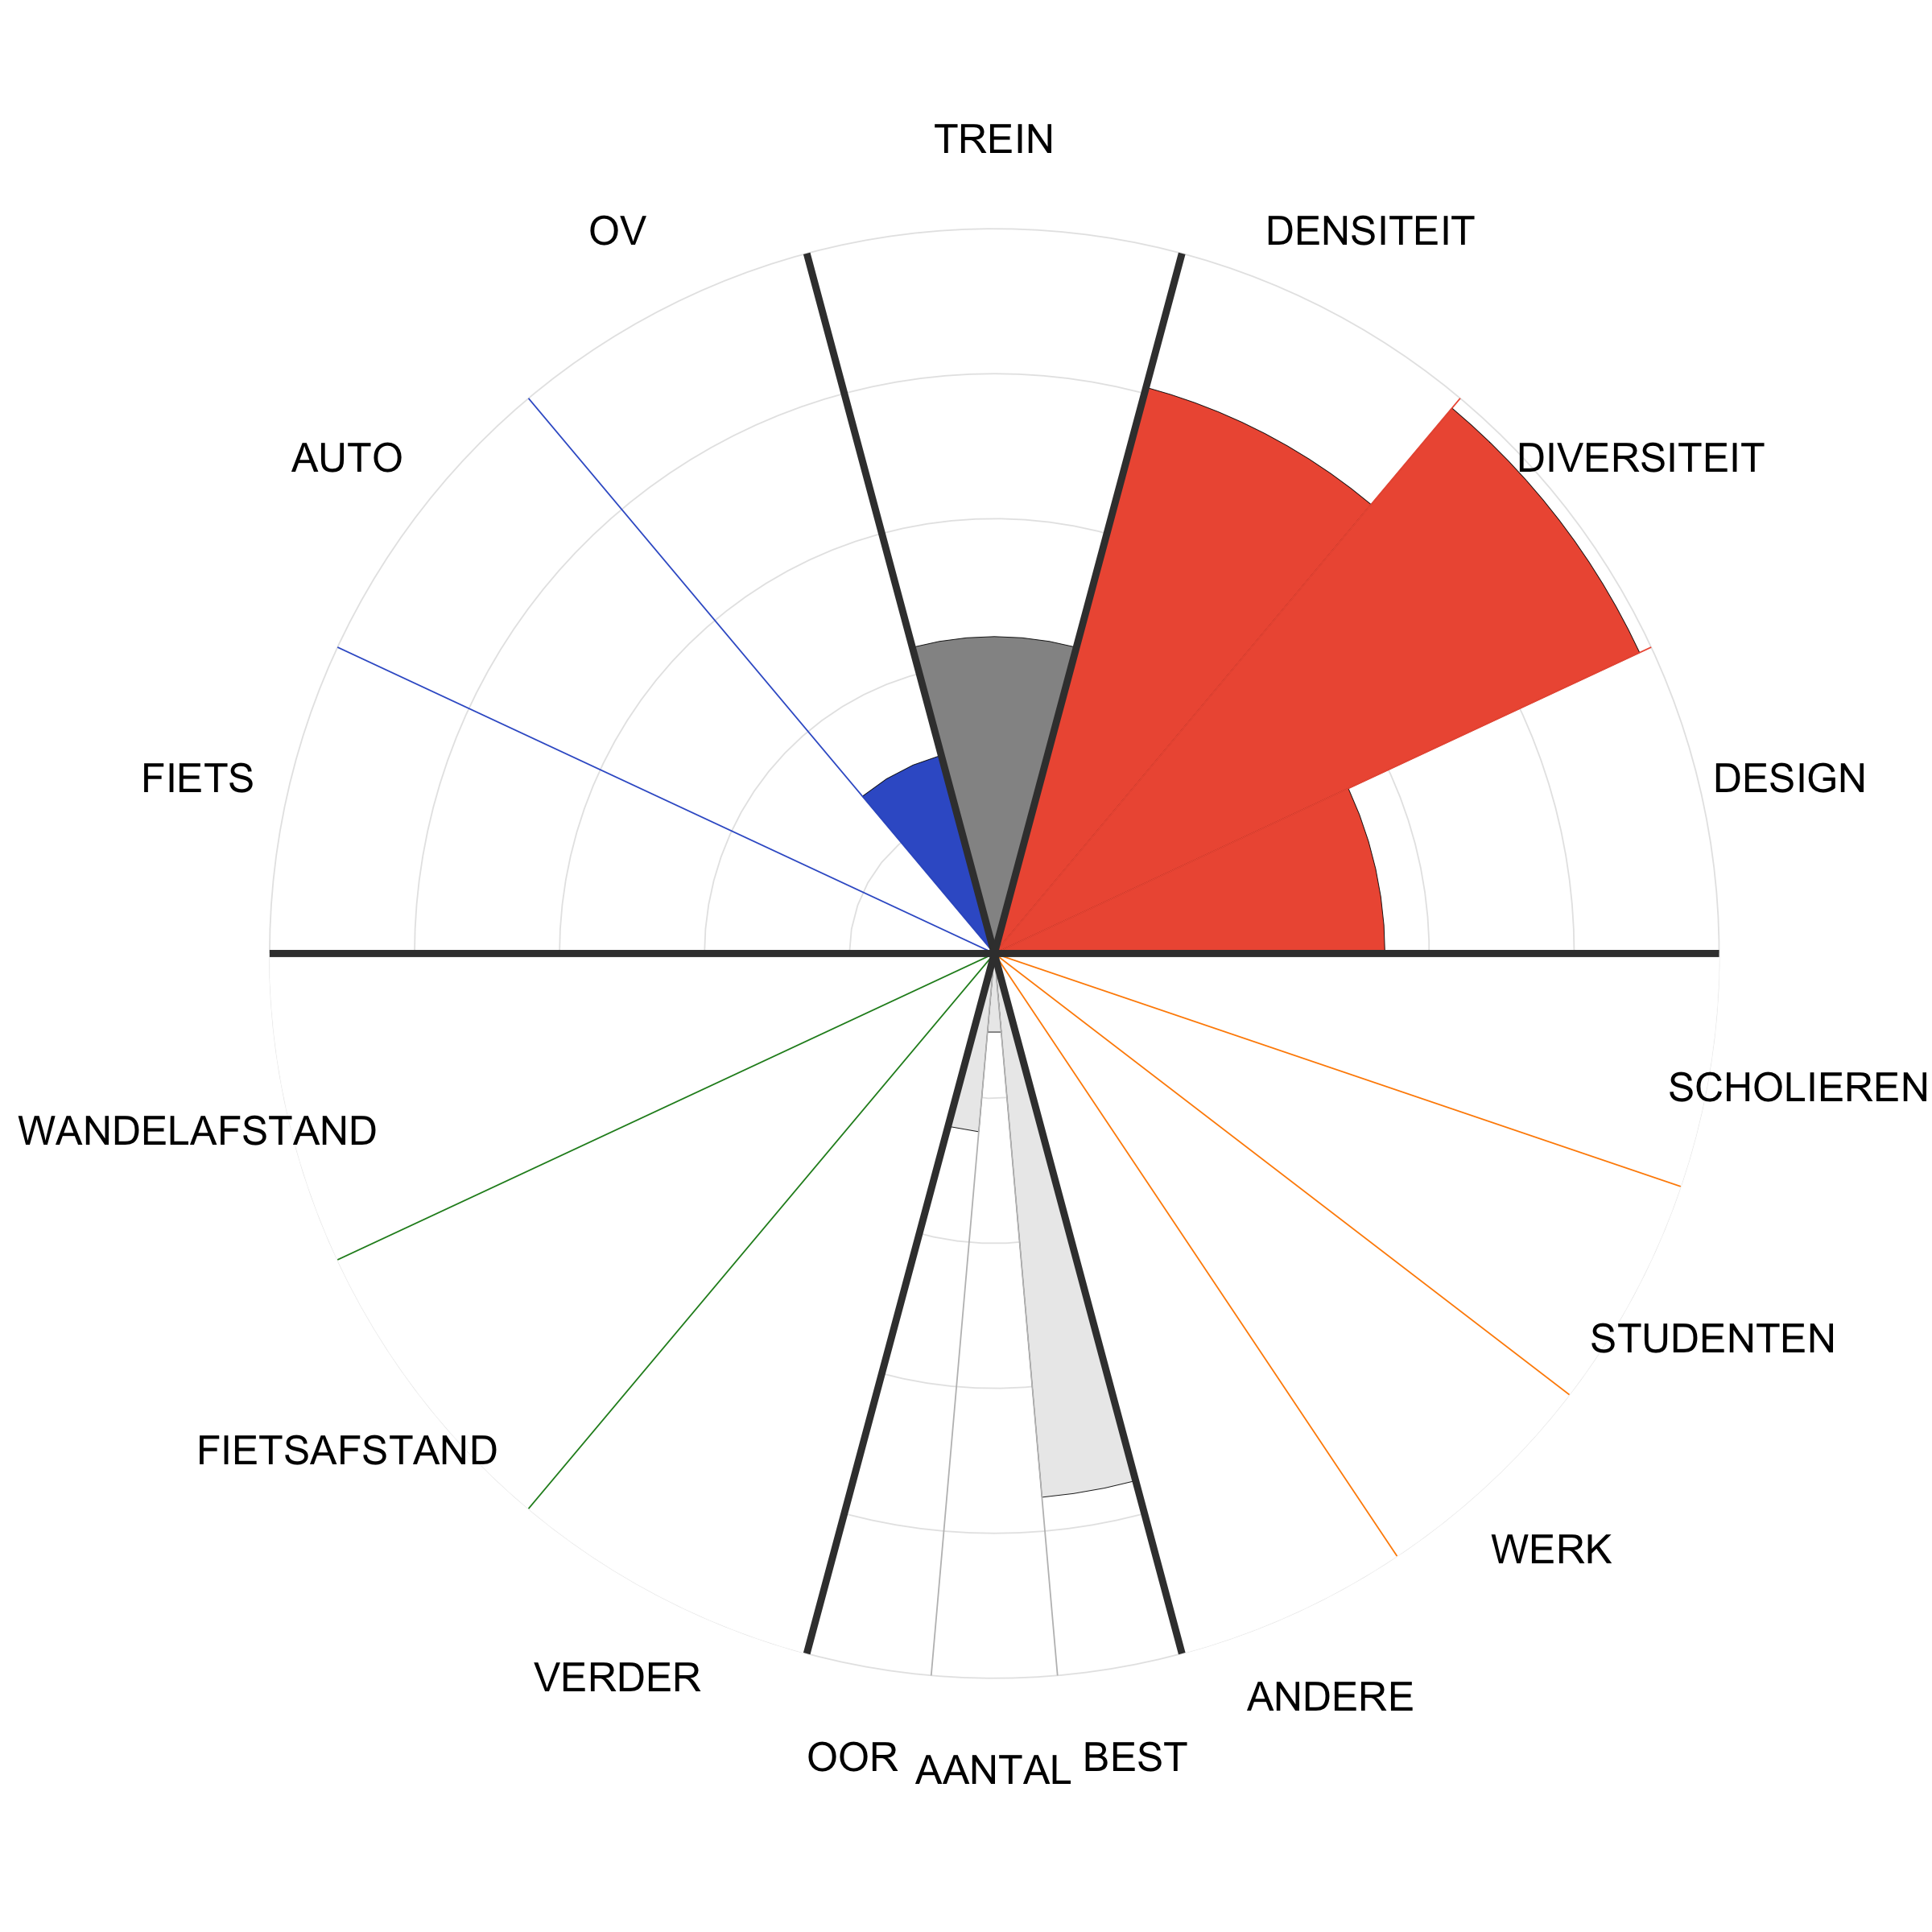 TREIN
OV
DENSITEIT
AUTO
DIVERSITEIT
FIETS
DESIGN
SCHOLIEREN
WANDELAFSTAND
STUDENTEN
FIETSAFSTAND
WERK
VERDER
ANDERE
OOR
AANTAL
BEST